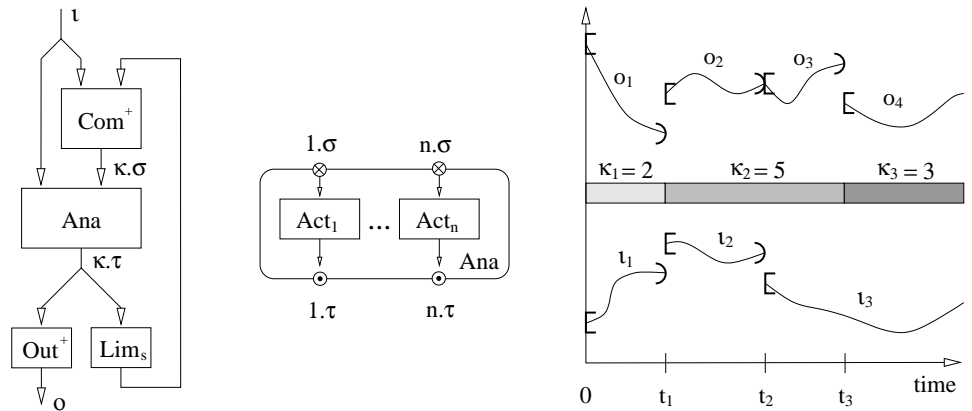 ι
Com⁺
κ.σ
Ana
κ.τ
Out⁺ Limₛ
o
1.σ n.σ
Act₁ ... Actₙ
Ana
1.τ n.τ
o₁ o₂ o₃ o₄
κ₁ = 2 κ₂ = 5 κ₃ = 3
ι₁ ι₂ ι₃
time
0 t₁ t₂ t₃